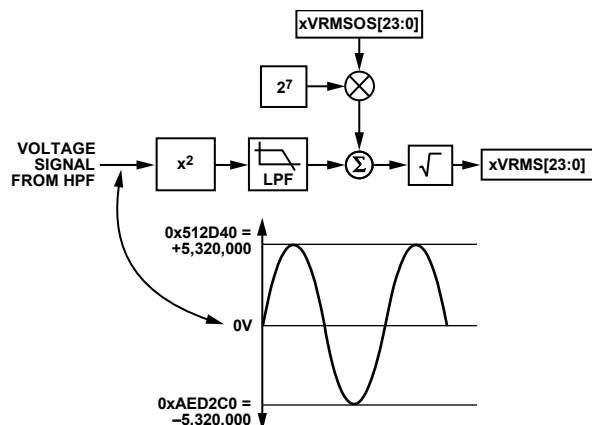 xVRMSOS[23:0]
2⁷
VOLTAGE
SIGNAL
FROM HPF
x²
LPF
Σ
√
xVRMS[23:0]
0x512D40 =
+5,320,000
0V
0xAED2C0 =
–5,320,000